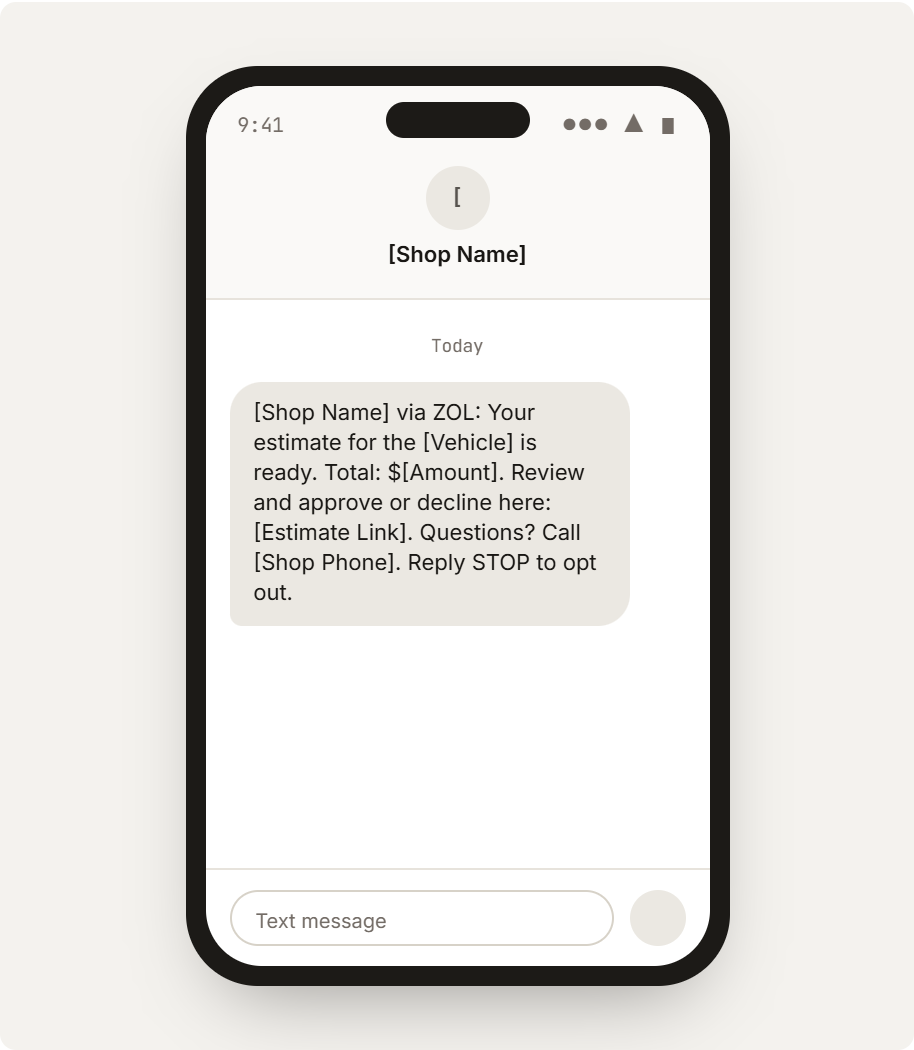 9:41
[
[Shop Name]
Today
[Shop Name] via ZOL: Your
estimate for the [Vehicle] is
ready. Total: $[Amount]. Review
and approve or decline here:
[Estimate Link]. Questions? Call
[Shop Phone]. Reply STOP to opt
out.
Text message